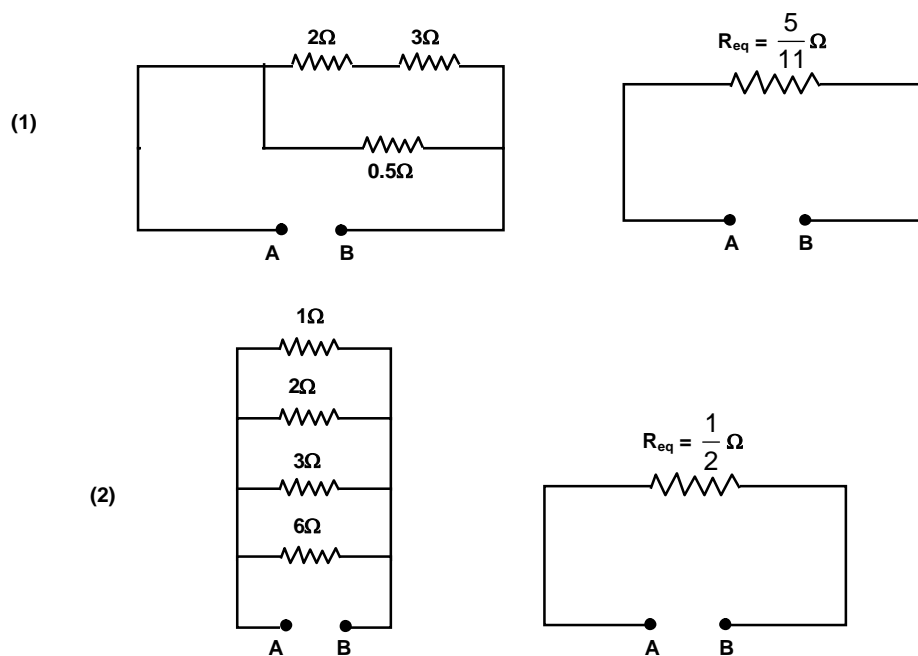 (1)
2Ω 3Ω
0.5Ω
A B
R_eq = 5/11 Ω
A B
(2)
1Ω
2Ω
3Ω
6Ω
A B
R_eq = 1/2 Ω
A B